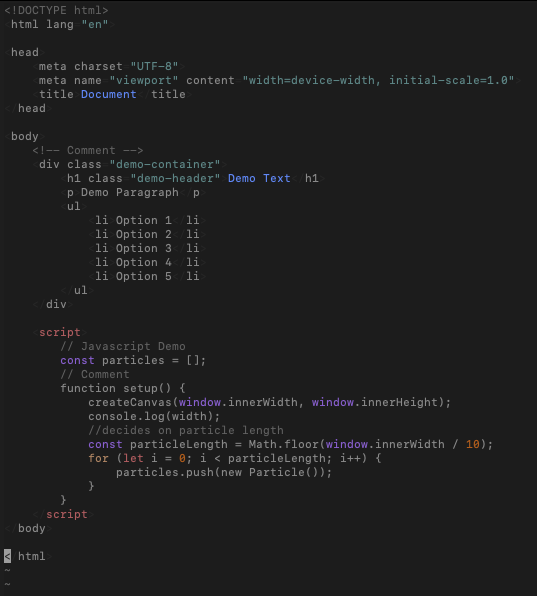 <!DOCTYPE html>
<html lang="en">
<head>
<meta charset="UTF-8">
<meta name="viewport" content="width=device-width, initial-scale=1.0">
<title>Document</title>
</head>
<body>
<!-- Comment -->
<div class="demo-container">
<h1 class="demo-header">Demo Text</h1>
<p>Demo Paragraph</p>
<ul>
<li>Option 1</li>
<li>Option 2</li>
<li>Option 3</li>
<li>Option 4</li>
<li>Option 5</li>
</ul>
</div>
<script>
// Javascript Demo
const particles = [];
// Comment
function setup() {
createCanvas(window.innerWidth, window.innerHeight);
console.log(width);
//decides on particle length
const particleLength = Math.floor(window.innerWidth / 10);
for (let i = 0; i < particleLength; i++) {
particles.push(new Particle());
}
}
</script>
</body>
</html>
~
~